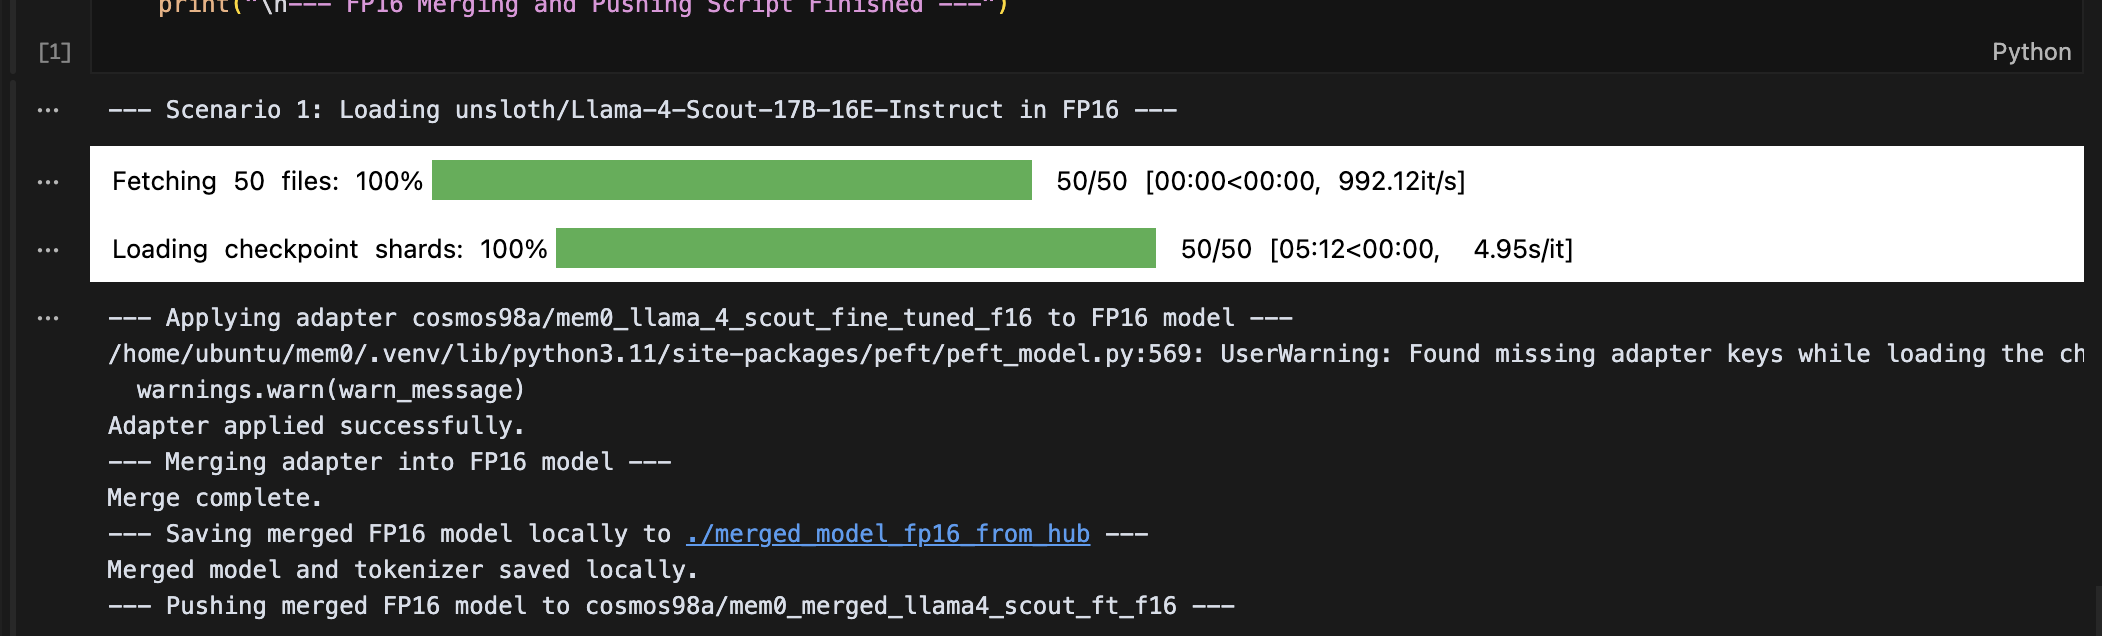 print("\n--- FP16 Merging and Pushing Script Finished ---")
[1]
Python
--- Scenario 1: Loading unsloth/Llama-4-Scout-17B-16E-Instruct in FP16 ---
Fetching 50 files: 100% 50/50 [00:00<00:00, 992.12it/s]
Loading checkpoint shards: 100% 50/50 [05:12<00:00, 4.95s/it]
--- Applying adapter cosmos98a/mem0_llama_4_scout_fine_tuned_f16 to FP16 model ---
/home/ubuntu/mem0/.venv/lib/python3.11/site-packages/peft/peft_model.py:569: UserWarning: Found missing adapter keys while loading the ch
warnings.warn(warn_message)
Adapter applied successfully.
--- Merging adapter into FP16 model ---
Merge complete.
--- Saving merged FP16 model locally to ./merged_model_fp16_from_hub ---
Merged model and tokenizer saved locally.
--- Pushing merged FP16 model to cosmos98a/mem0_merged_llama4_scout_ft_f16 ---